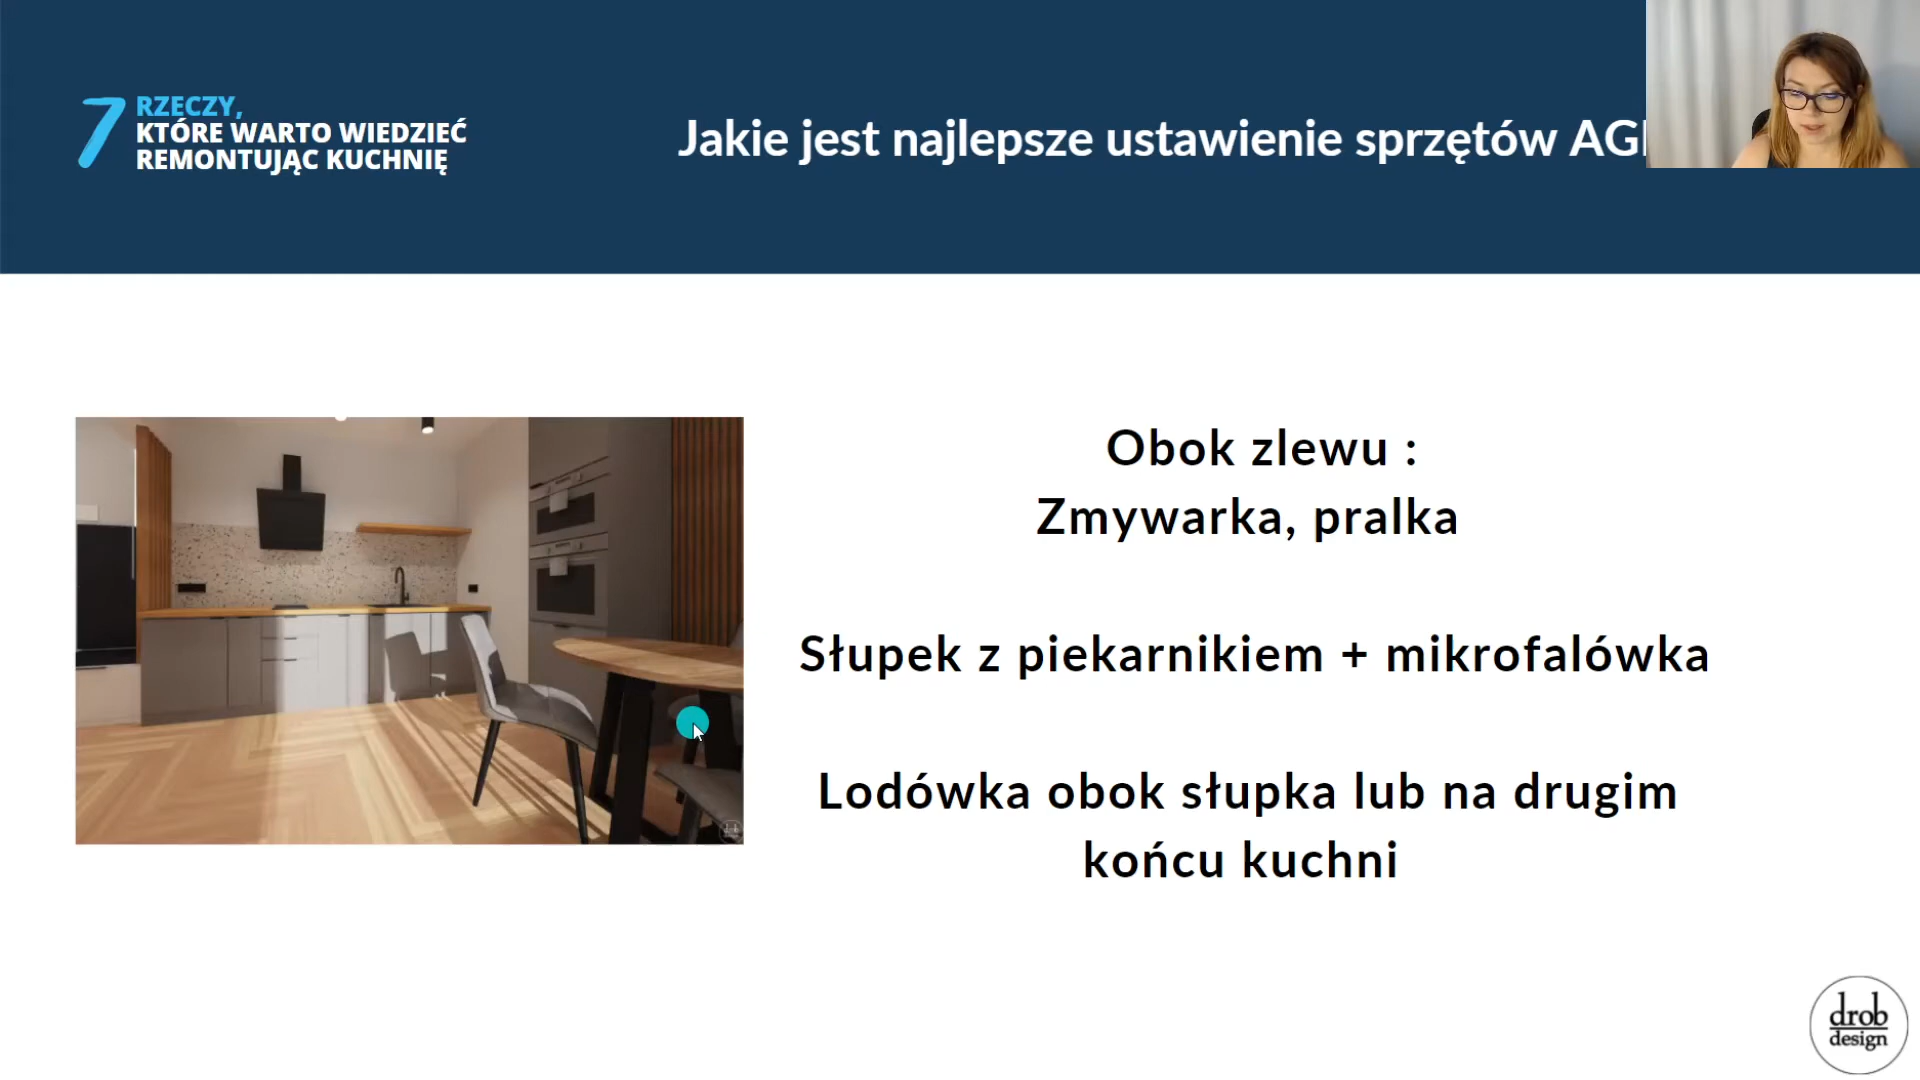 7 RZECZY,
KTÓRE WARTO WIEDZIEĆ
REMONTUJĄC KUCHNIĘ
Jakie jest najlepsze ustawienie sprzętów
Obok zlewu :
Zmywarka, pralka
Słupek z piekarnikiem + mikrofalówka
Lodówka obok słupka lub na drugim
końcu kuchni
drob
design